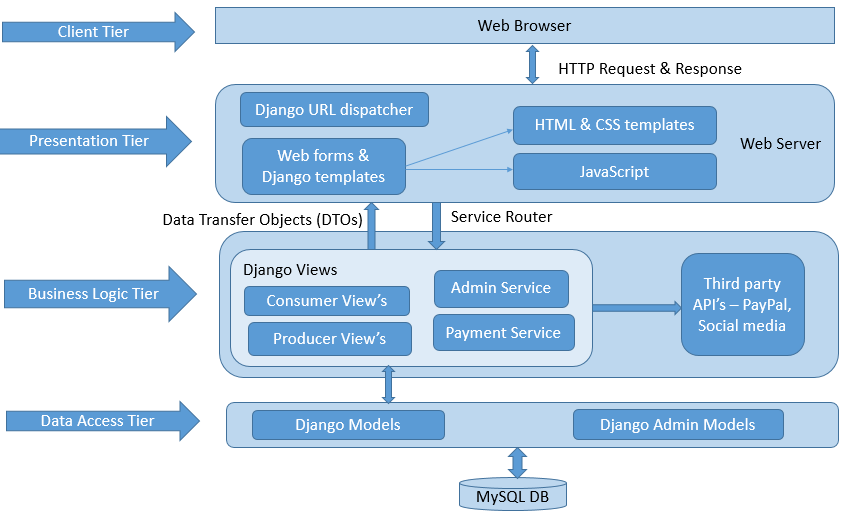 Client Tier
Web Browser
HTTP Request & Response
Presentation Tier
Django URL dispatcher
Web forms &
Django templates
HTML & CSS templates
JavaScript
Web Server
Data Transfer Objects (DTOs)
Service Router
Business Logic Tier
Django Views
Consumer View's
Producer View's
Admin Service
Payment Service
Third party
API's – PayPal,
Social media
Data Access Tier
Django Models
Django Admin Models
MySQL DB